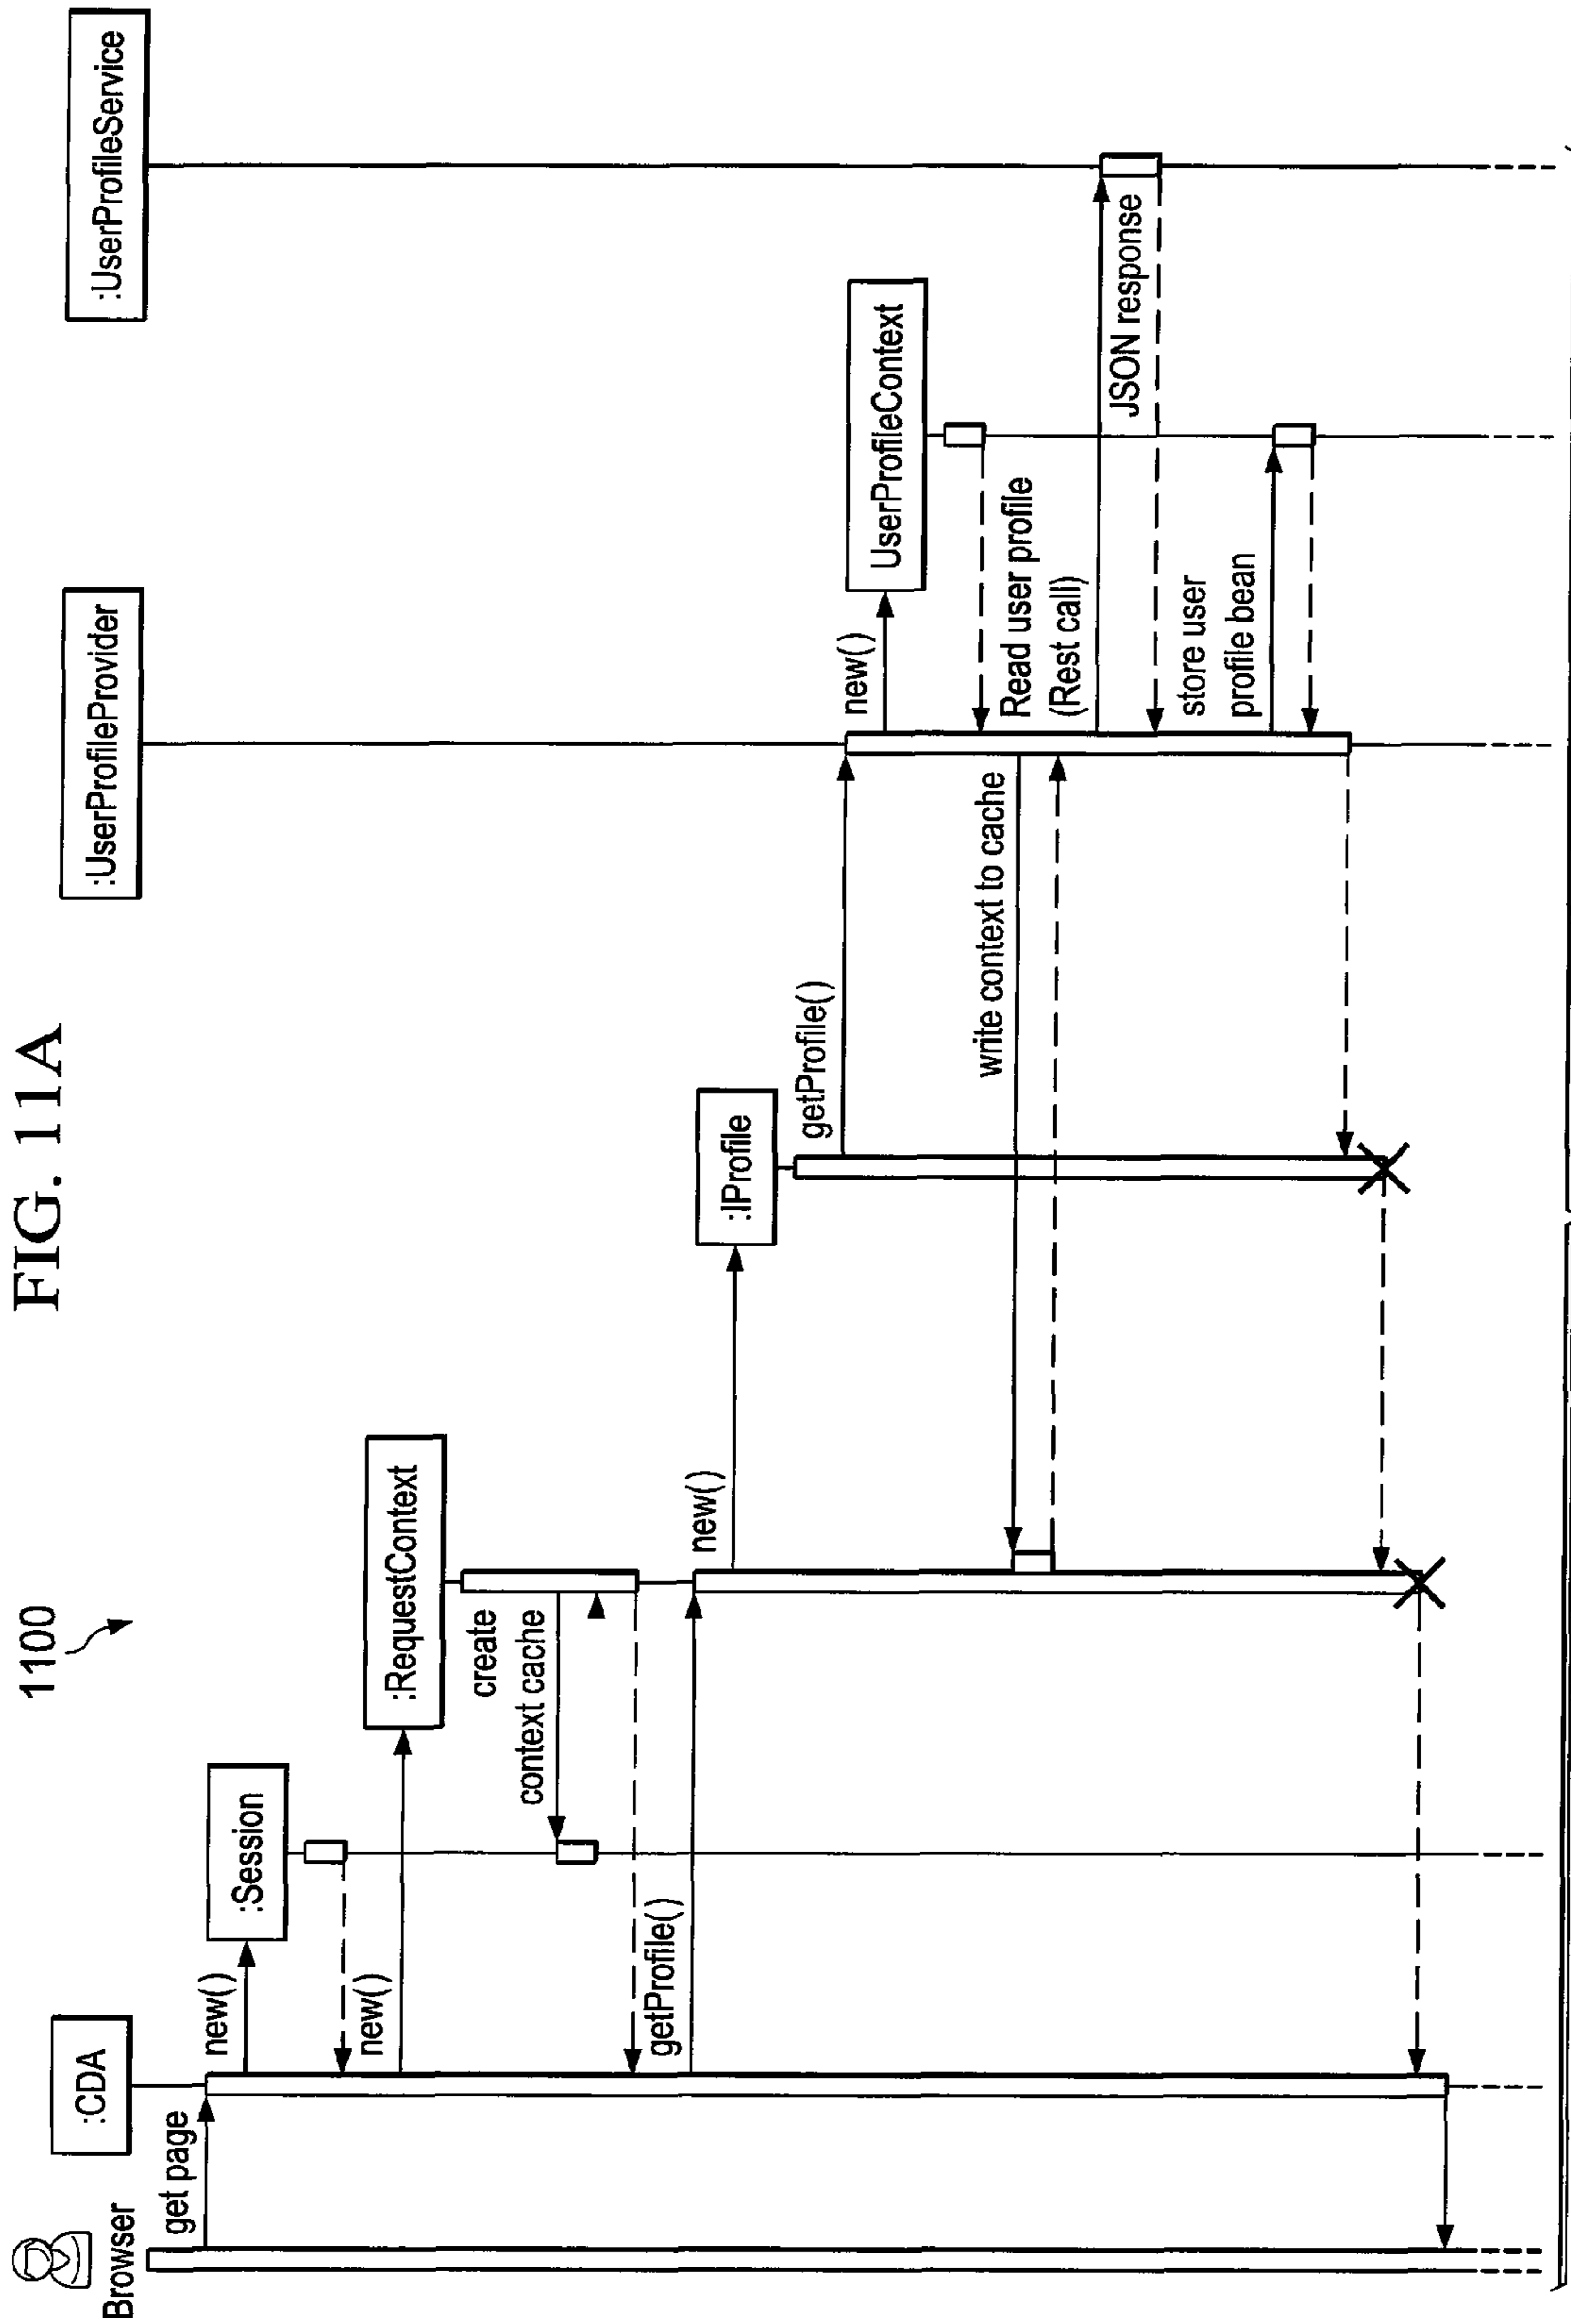 FIG. 11A
1100
Browser
:CDA
:UserProfileProvider
:UserProfileService
get page
new()
:Session
new()
:RequestContext
create
context cache
getProfile()
new()
:IProfile
getProfile()
new()
UserProfileContext
write context to cache
Read user profile
(Rest call)
JSON response
store user
profile bean